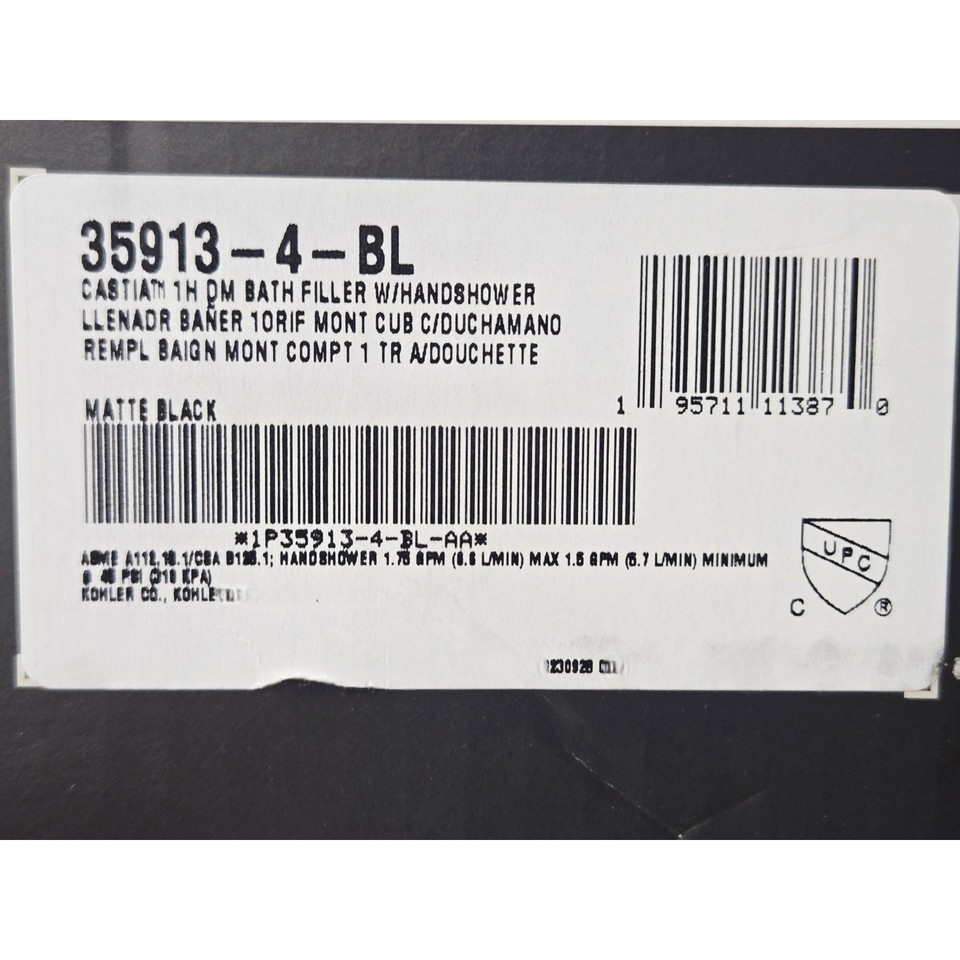 35913-4-BL
CASTIA™ 1H DM BATH FILLER W/HANDSHOWER
LLENADR BAÑER 1ORIF MONT CUB C/DUCHAMANO
REMPL BAIGN MONT COMPT 1 TR A/DOUCHETTE
MATTE BLACK
1 95711 11387 0
*1P35913-4-BL-AA*
ASME A112.18.1/CSA B125.1; HANDSHOWER 1.75 GPM (6.6 L/MIN) MAX 1.5 GPM (5.7 L/MIN) MINIMUM
@ 45 PSI (310 KPA)
KOHLER CO.,
UPC
C ®